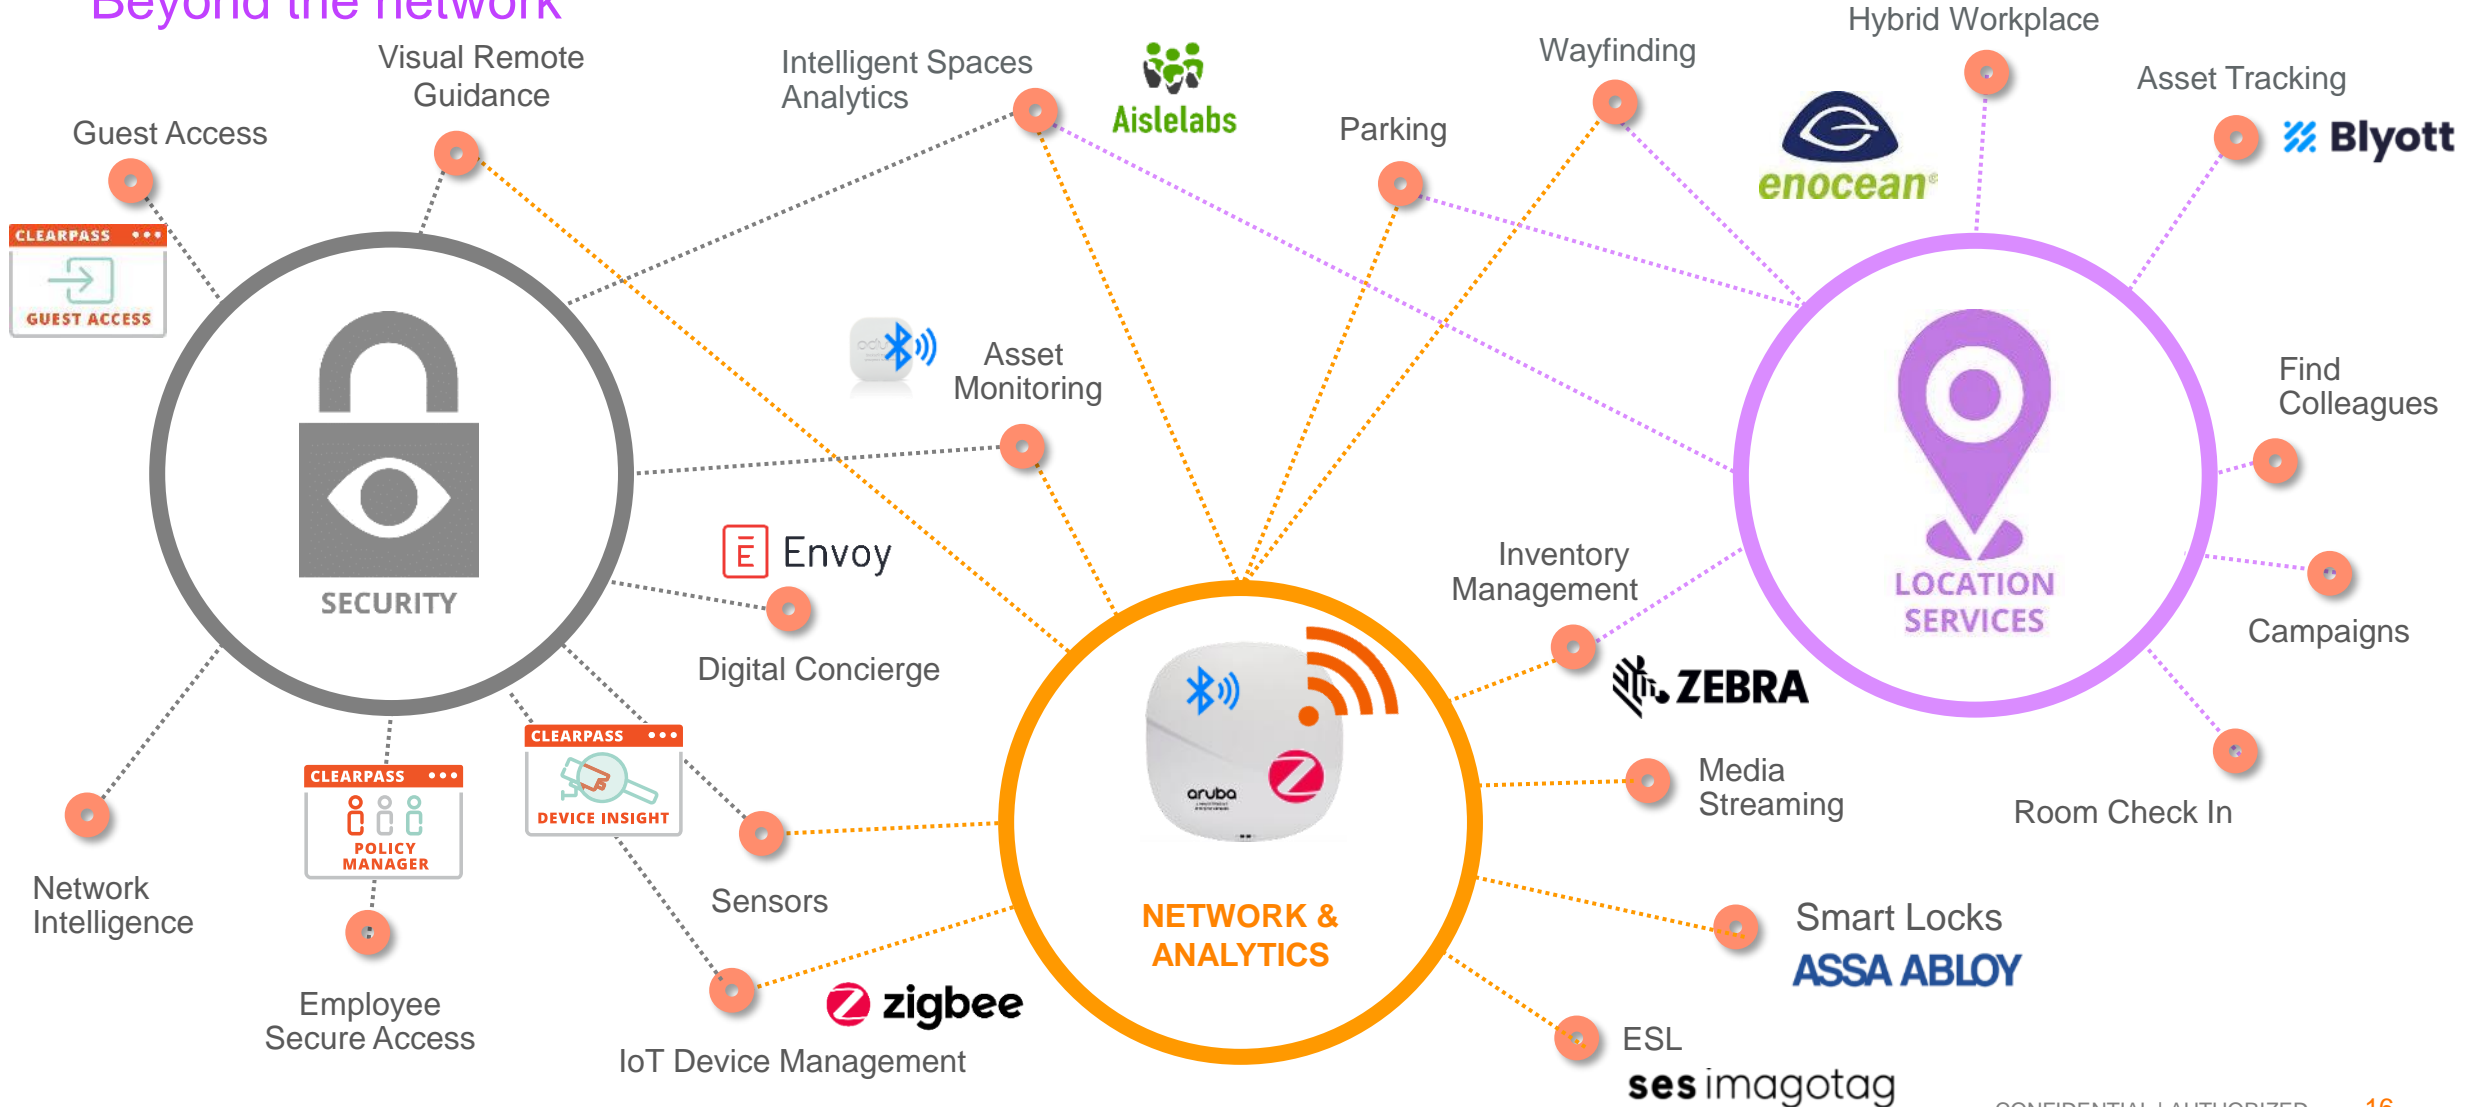 Beyond the network
Hybrid Workplace
Visual Remote
Guidance
Intelligent Spaces
Analytics
Aislelabs
Wayfinding
Asset Tracking
Blyott
Guest Access
Parking
enocean®
CLEARPASS
GUEST ACCESS
Asset
Monitoring
Find
Colleagues
SECURITY
Envoy
Digital Concierge
Inventory
Management
ZEBRA
LOCATION
SERVICES
Campaigns
CLEARPASS
DEVICE INSIGHT
CLEARPASS
POLICY
MANAGER
aruba
Media
Streaming
Room Check In
Network
Intelligence
Sensors
NETWORK &
ANALYTICS
Smart Locks
ASSA ABLOY
Employee
Secure Access
zigbee
IoT Device Management
ESL
ses imagotag
CONFIDENTIAL | AUTHORIZED
16